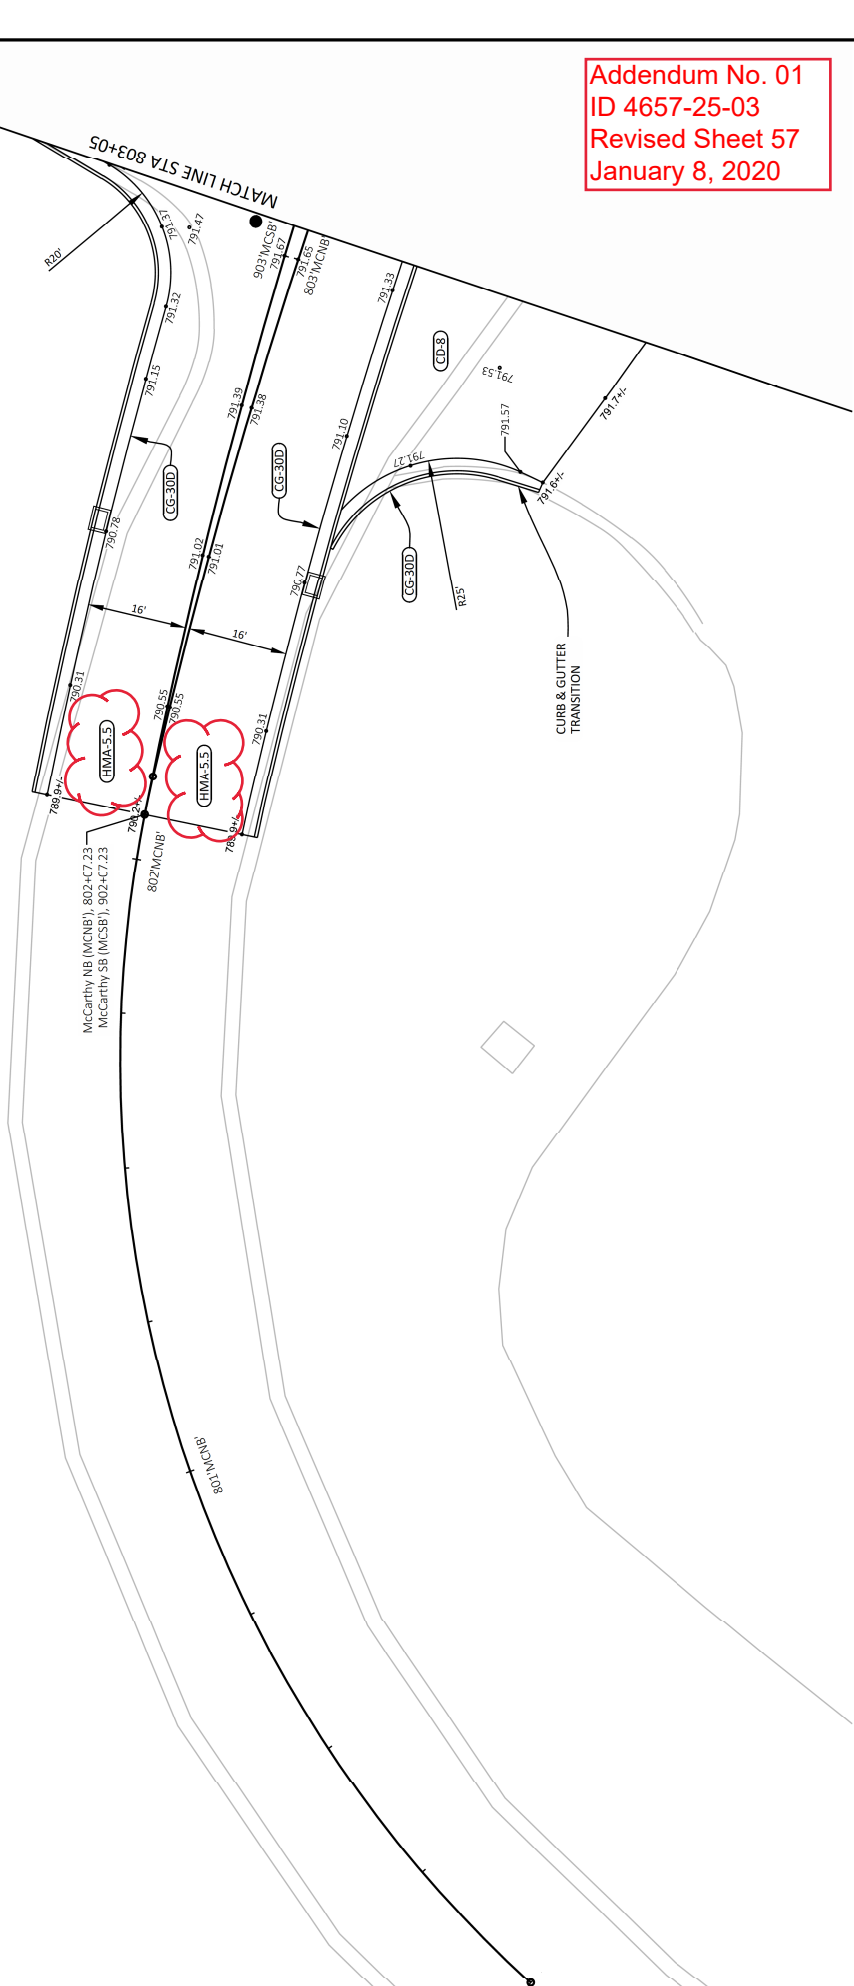 Addendum No. 01
ID 4657-25-03
Revised Sheet 57
January 8, 2020
MATCH LINE STA 803+05
R20'
791.37
791.47
903'MCSB'
791.67
791.65
803'MCNB'
791.33
791.32
791.15
CD-8
791.53
791.7+/-
791.39
791.38
791.10
791.57
791.27
791.6+/-
CG-30D
CG-30D
CG-30D
790.78
791.02
791.01
790.77
R25'
16'
16'
CURB & GUTTER
TRANSITION
790.31
790.55
790.55
790.31
HMA-5.5
HMA-5.5
789.9+/-
790.2+/-
789.9+/-
802'MCNB'
McCarthy NB (MCNB'), 802+07.23
McCarthy SB (MCSB'), 902+07.23
801'MCNB'